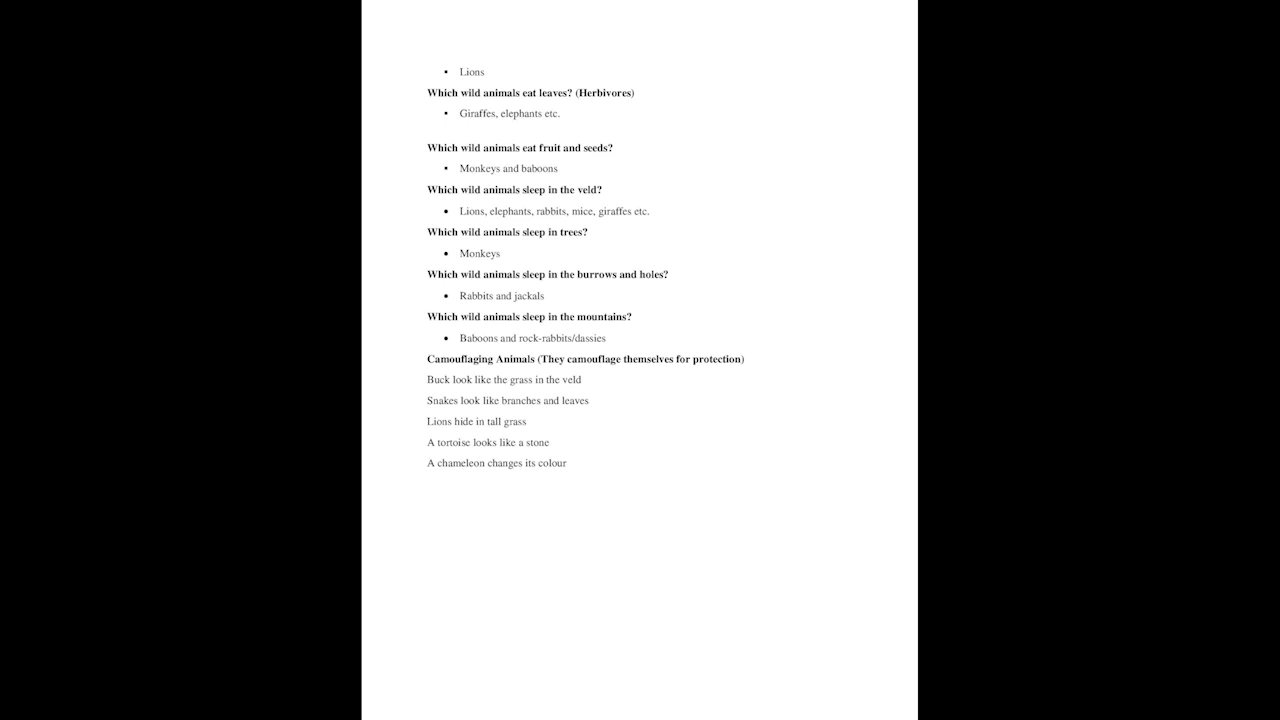 ▪ Lions
Which wild animals eat leaves? (Herbivores)
▪ Giraffes, elephants etc.
Which wild animals eat fruit and seeds?
▪ Monkeys and baboons
Which wild animals sleep in the veld?
• Lions, elephants, rabbits, mice, giraffes etc.
Which wild animals sleep in trees?
• Monkeys
Which wild animals sleep in the burrows and holes?
• Rabbits and jackals
Which wild animals sleep in the mountains?
• Baboons and rock-rabbits/dassies
Camouflaging Animals (They camouflage themselves for protection)
Buck look like the grass in the veld
Snakes look like branches and leaves
Lions hide in tall grass
A tortoise looks like a stone
A chameleon changes its colour